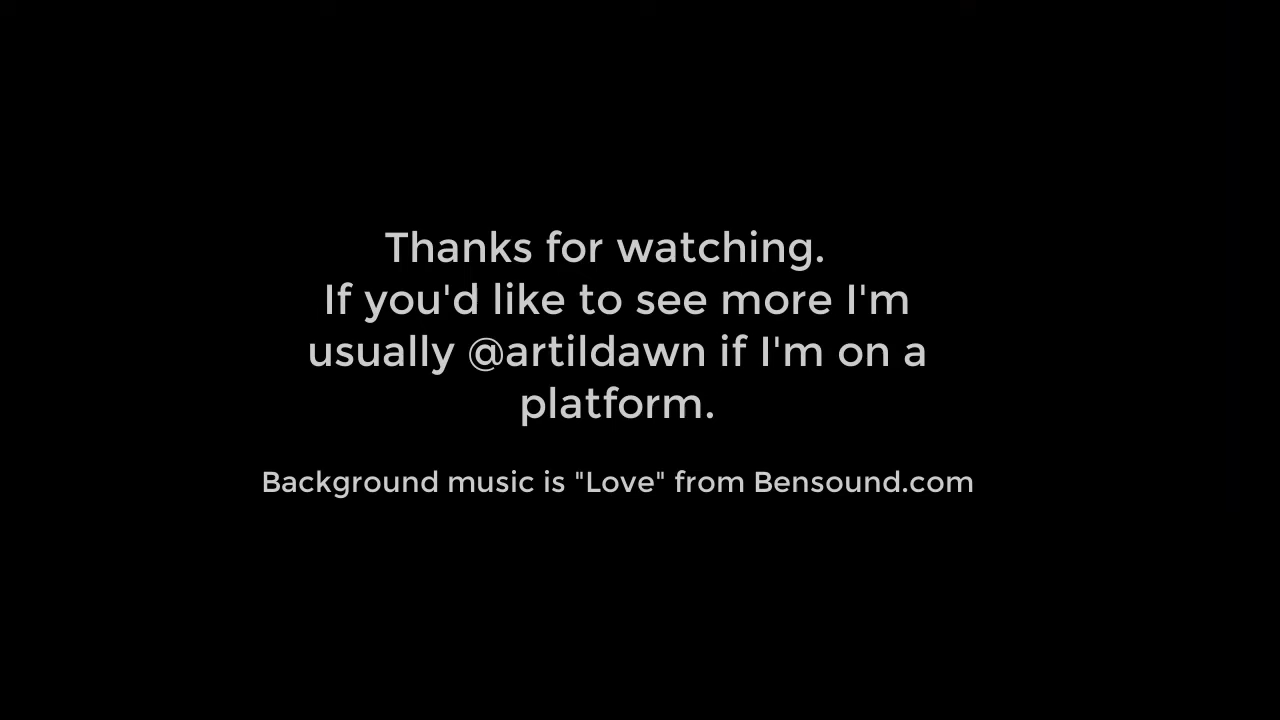 Thanks for watching.
If you'd like to see more I'm
usually @artildawn if I'm on a
platform.
Background music is "Love" from Bensound.com